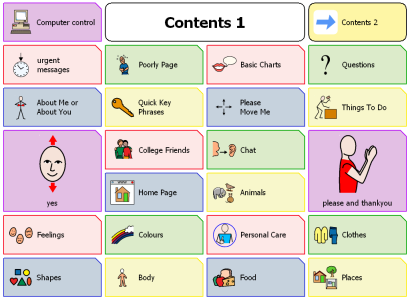 Computer control
Contents 1
Contents 2
urgent
messages
Poorly Page
Basic Charts
Questions
?
About Me or
About You
Quick Key
Phrases
Please
Move Me
Things To Do
yes
College Friends
Chat
please and thankyou
Home Page
Animals
Feelings
Colours
Personal Care
Clothes
Shapes
Body
Food
Places